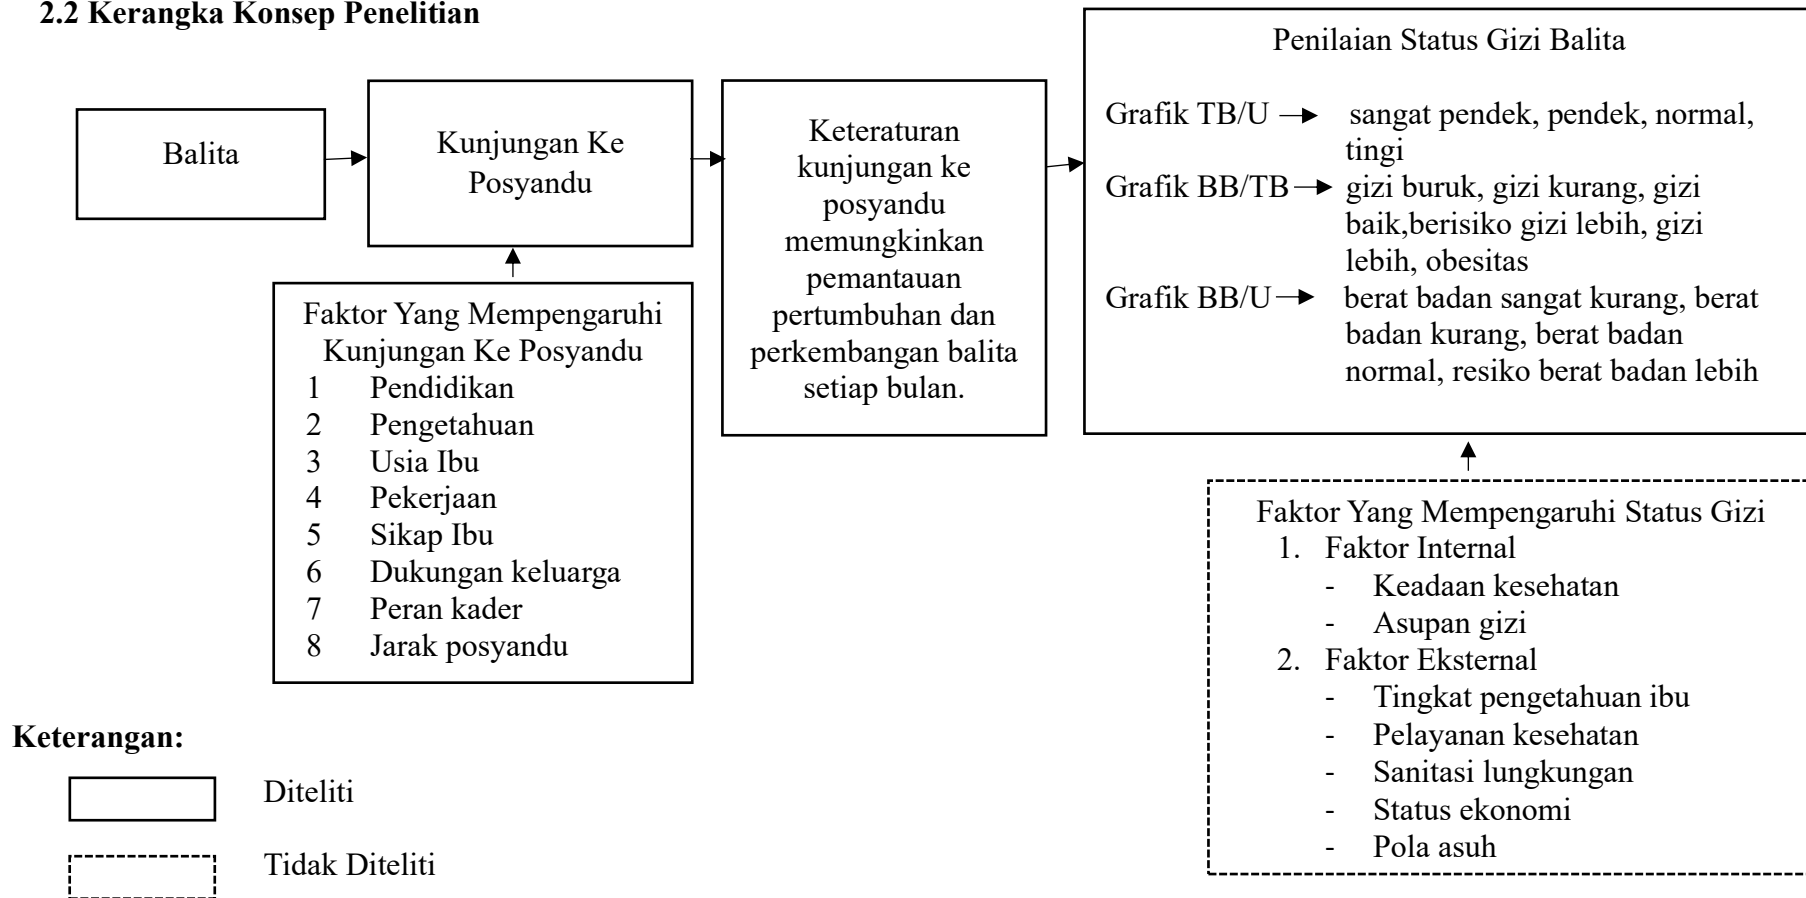 2.2 Kerangka Konsep Penelitian
Balita
Kunjungan Ke
Posyandu
Faktor Yang Mempengaruhi
Kunjungan Ke Posyandu
1 Pendidikan
2 Pengetahuan
3 Usia Ibu
4 Pekerjaan
5 Sikap Ibu
6 Dukungan keluarga
7 Peran kader
8 Jarak posyandu
Keteraturan
kunjungan ke
posyandu
memungkinkan
pemantauan
pertumbuhan dan
perkembangan balita
setiap bulan.
Penilaian Status Gizi Balita
Grafik TB/U → sangat pendek, pendek, normal,
tingi
Grafik BB/TB → gizi buruk, gizi kurang, gizi
baik,berisiko gizi lebih, gizi
lebih, obesitas
Grafik BB/U → berat badan sangat kurang, berat
badan kurang, berat badan
normal, resiko berat badan lebih
Faktor Yang Mempengaruhi Status Gizi
1. Faktor Internal
- Keadaan kesehatan
- Asupan gizi
2. Faktor Eksternal
- Tingkat pengetahuan ibu
- Pelayanan kesehatan
- Sanitasi lungkungan
- Status ekonomi
- Pola asuh
Keterangan:
Diteliti
Tidak Diteliti